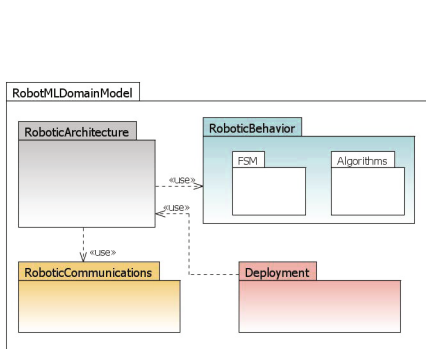 RobotMLDomainModel
RoboticArchitecture
RoboticBehavior
FSM
Algorithms
«use»
«use»
«use»
RoboticCommunications
Deployment